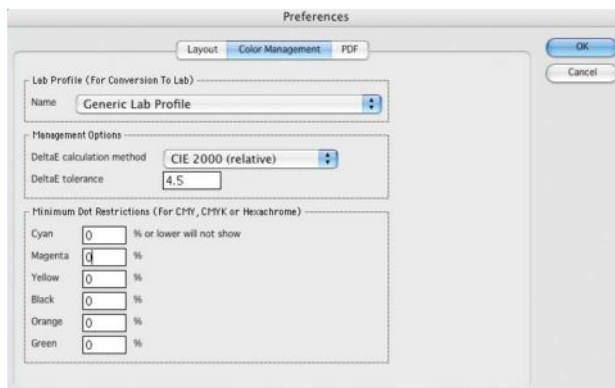 Preferences
Layout Color Management PDF
OK
Cancel
Lab Profile (For Conversion To Lab)
Name Generic Lab Profile
Management Options
DeltaE calculation method CIE 2000 (relative)
DeltaE tolerance 4.5
Minimum Dot Restrictions (For CMY, CMYK or Hexachrome)
Cyan 0 % or lower will not show
Magenta 0 %
Yellow 0 %
Black 0 %
Orange 0 %
Green 0 %